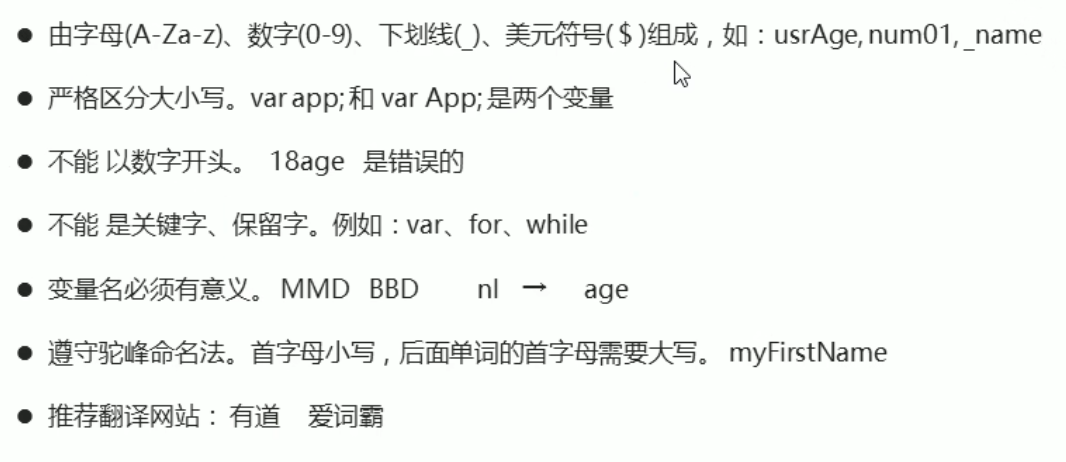 ● 由字母(A-Za-z)、数字(0-9)、下划线(_)、美元符号( $ )组成，如：usrAge, num01, _name
● 严格区分大小写。var app; 和 var App; 是两个变量
● 不能 以数字开头。 18age 是错误的
● 不能 是关键字、保留字。例如：var、for、while
● 变量名必须有意义。 MMD BBD nl → age
● 遵守驼峰命名法。首字母小写，后面单词的首字母需要大写。 myFirstName
● 推荐翻译网站： 有道 爱词霸